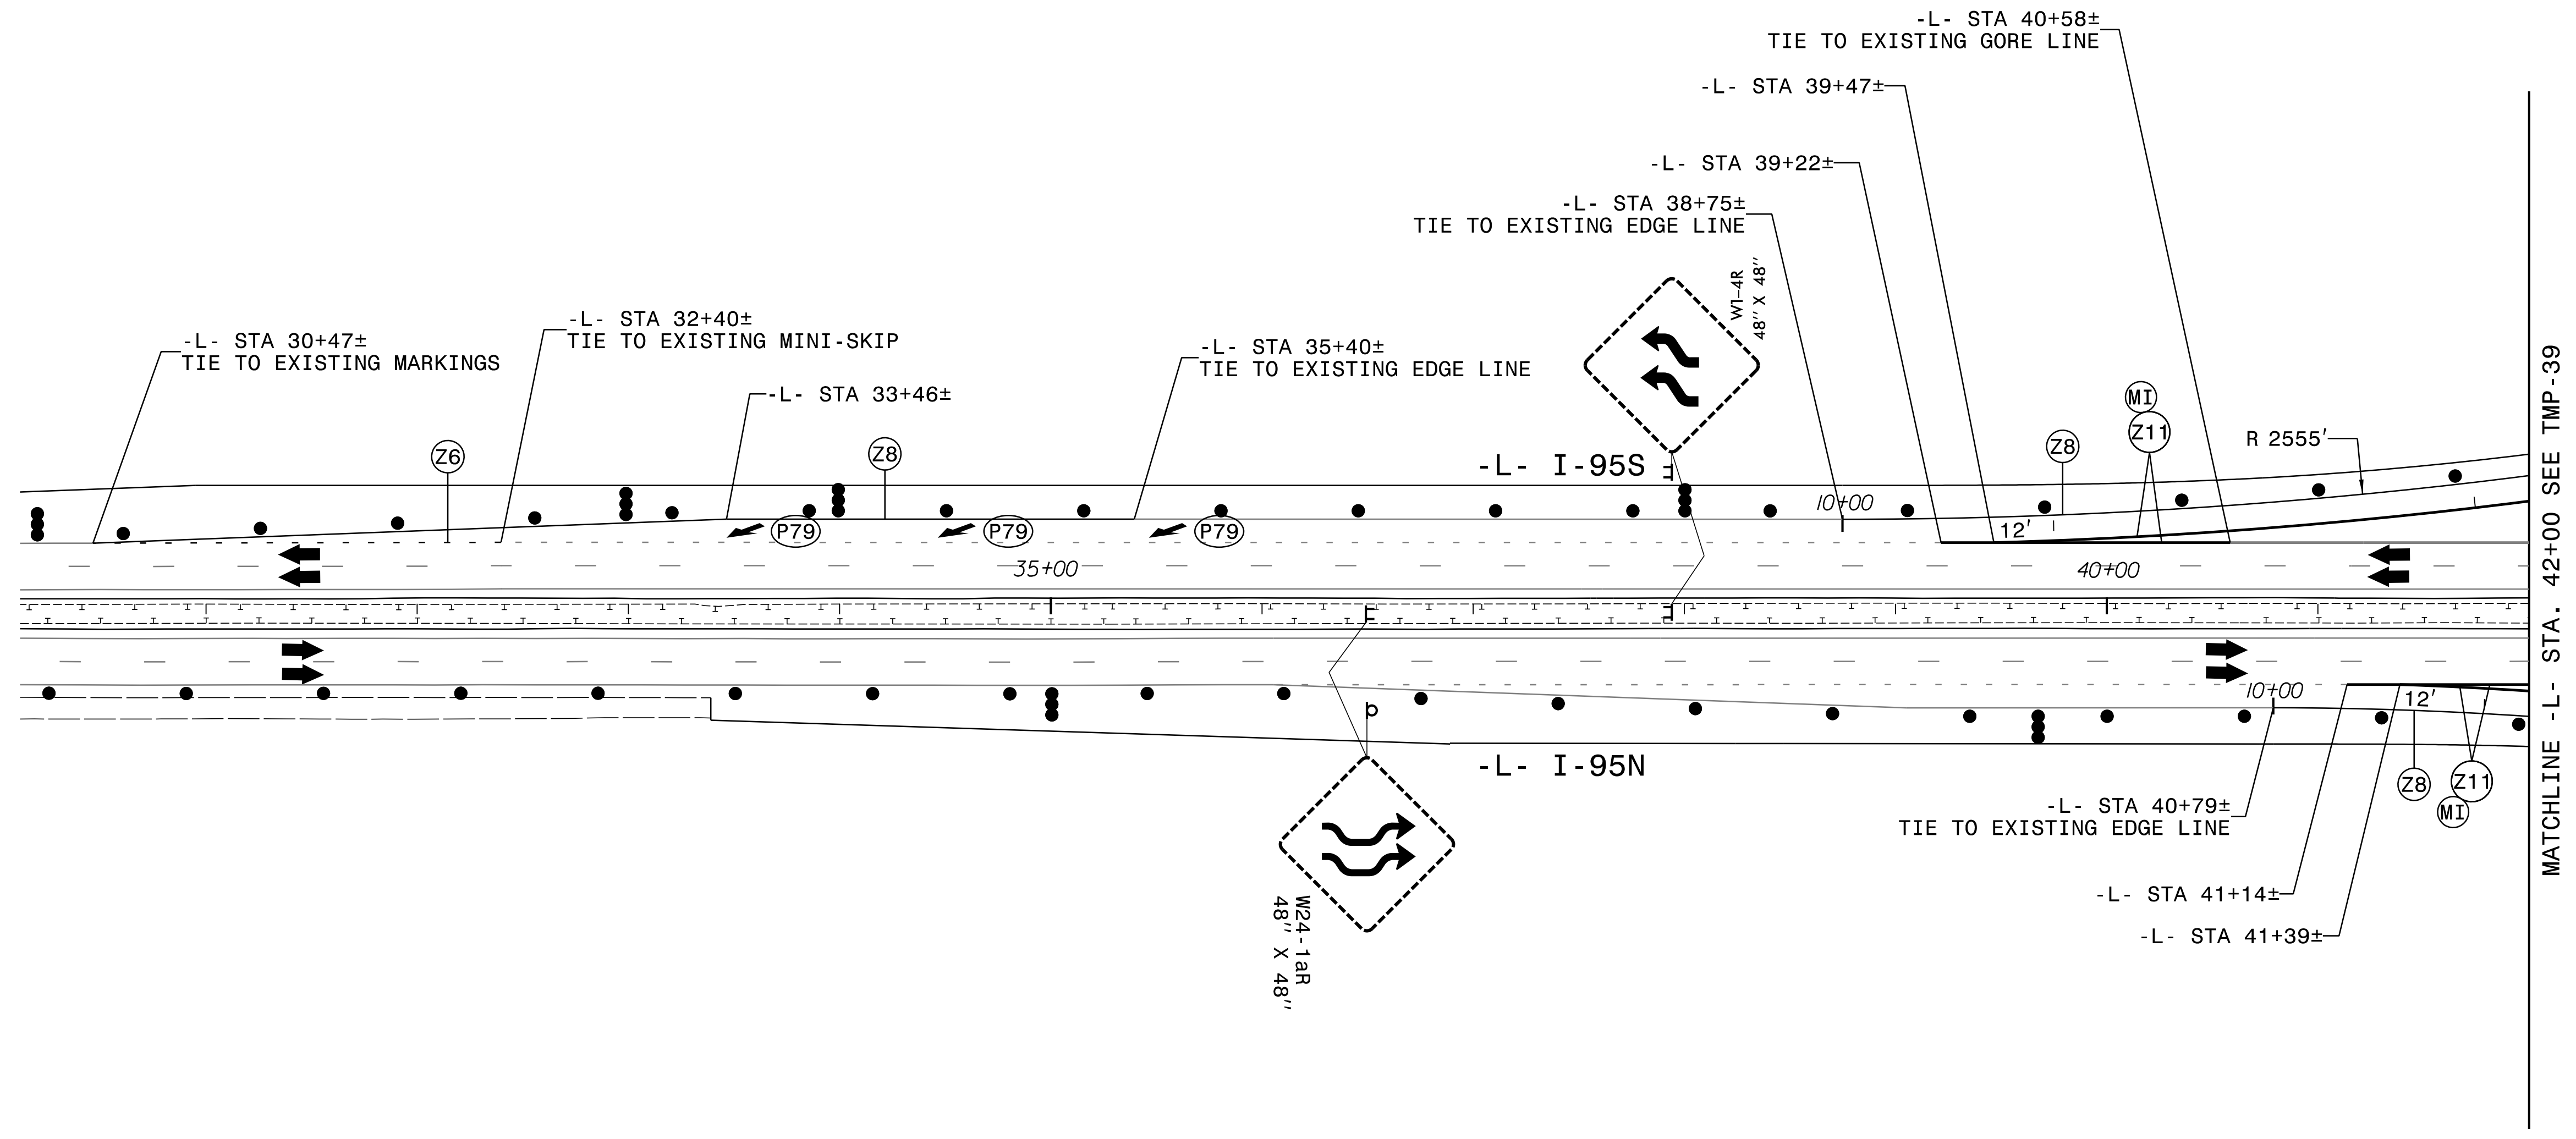 -L- STA 40+58±
TIE TO EXISTING GORE LINE
-L- STA 39+47±
-L- STA 39+22±
-L- STA 38+75±
TIE TO EXISTING EDGE LINE
W1-4R
48'' X 48''
-L- STA 30+47±
TIE TO EXISTING MARKINGS
-L- STA 32+40±
TIE TO EXISTING MINI-SKIP
-L- STA 33+46±
-L- STA 35+40±
TIE TO EXISTING EDGE LINE
MI
Z11
R 2555'
Z6
Z8
Z8
-L- I-95S
10+00
12'
P79
P79
P79
35+00
40+00
10+00
12'
-L- I-95N
Z8
Z11
MI
-L- STA 40+79±
TIE TO EXISTING EDGE LINE
-L- STA 41+14±
-L- STA 41+39±
W24-1aR
48'' X 48''
MATCHLINE -L- STA. 42+00 SEE TMP-39